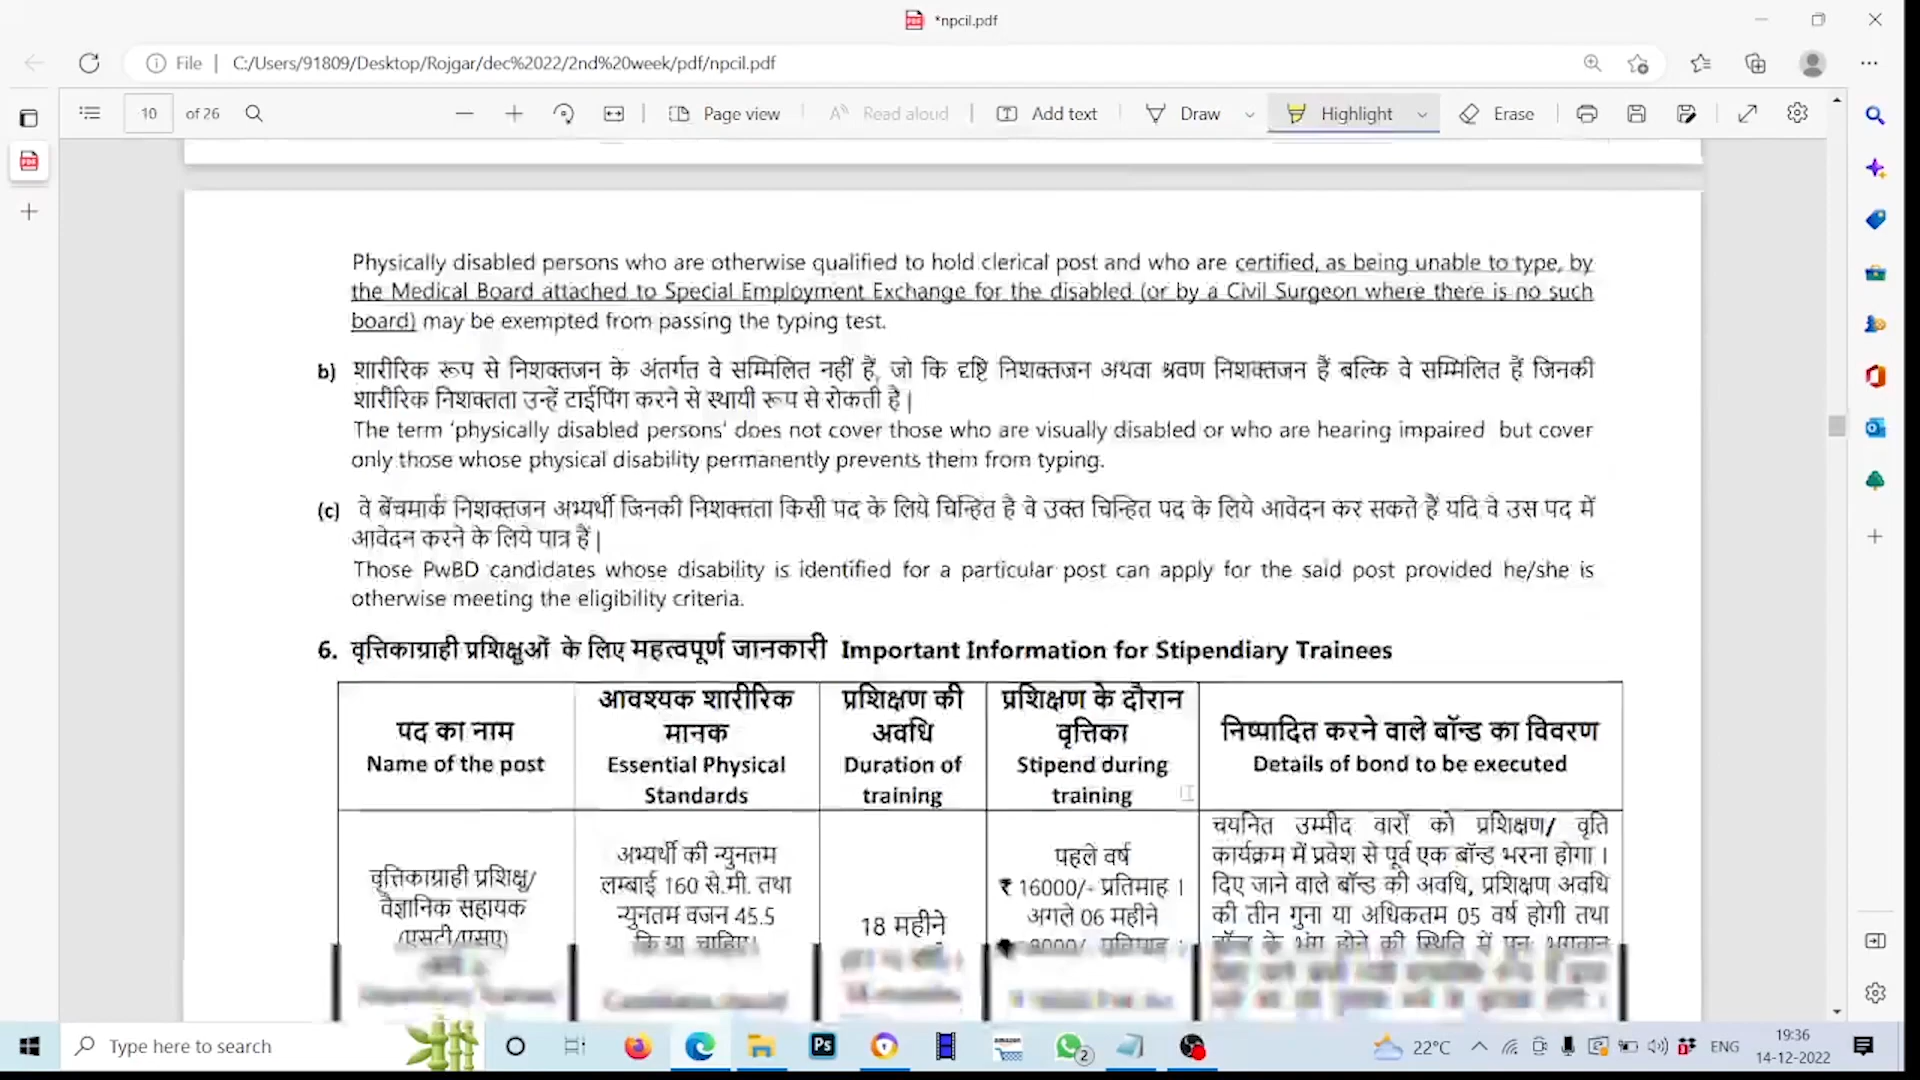 *npcil.pdf
File | C:/Users/91809/Desktop/Rojgar/dec%2022/2nd%20week/pdf/npcil.pdf
10 of 26 Page view Read aloud Add text Draw Highlight Erase
Physically disabled persons who are otherwise qualified to hold clerical post and who are certified, as being unable to type, by
the Medical Board attached to Special Employment Exchange for the disabled (or by a Civil Surgeon where there is no such
board) may be exempted from passing the typing test.
b) शारीरिक रूप से निशक्तजन के अंतर्गत वे सम्मिलित नहीं हैं, जो कि दृष्टि निशक्तजन अथवा श्रवण निशक्तजन हैं बल्कि वे सम्मिलित हैं जिनकी
शारीरिक निशक्तता उन्हें टाईपिंग करने से स्थायी रूप से रोकती है |
The term 'physically disabled persons' does not cover those who are visually disabled or who are hearing impaired but cover
only those whose physical disability permanently prevents them from typing.
(c) वे बेंचमार्क निशक्तजन अभ्यर्थी जिनकी निशक्तता किसी पद के लिये चिन्हित है वे उक्त चिन्हित पद के लिये आवेदन कर सकते हैं यदि वे उस पद में
आवेदन करने के लिये पात्र हैं |
Those PwBD candidates whose disability is identified for a particular post can apply for the said post provided he/she is
otherwise meeting the eligibility criteria.
6. वृत्तिकाग्राही प्रशिक्षुओं के लिए महत्वपूर्ण जानकारी Important Information for Stipendiary Trainees
पद का नाम
Name of the post
आवश्यक शारीरिक
मानक
Essential Physical
Standards
प्रशिक्षण की
अवधि
Duration of
training
प्रशिक्षण के दौरान
वृत्तिका
Stipend during
training
निष्पादित करने वाले बॉन्ड का विवरण
Details of bond to be executed
वृत्तिकाग्राही प्रशिक्षु/
वैज्ञानिक सहायक
(एसटी/एसए)
अभ्यर्थी की न्युनतम
लम्बाई 160 से.मी. तथा
न्युनतम वजन 45.5
कि.ग्रा. चाहिए।
18 महीने
पहले वर्ष
₹ 16000/- प्रतिमाह ।
अगले 06 महीने
प्रतिमाह ।
चयनित उम्मीद वारों को प्रशिक्षण/ वृति
कार्यक्रम में प्रवेश से पूर्व एक बॉन्ड भरना होगा ।
दिए जाने वाले बॉन्ड की अवधि, प्रशिक्षण अवधि
की तीन गुना या अधिकतम 05 वर्ष होगी तथा
बॉन्ड के भंग होने की स्थिति में पुन: भुगतान
Type here to search
Ps
amazon
2
22°C
ENG
19:36
14-12-2022